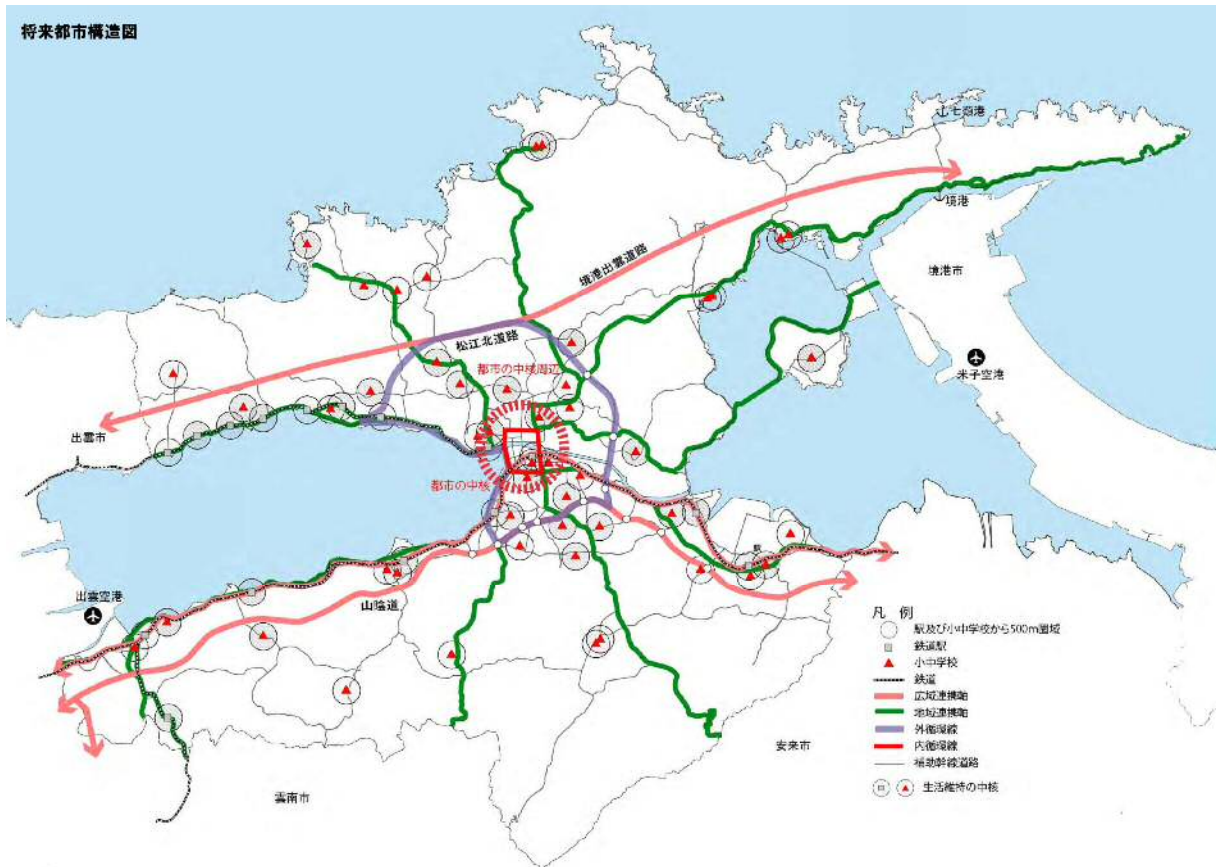 将来都市構造図
七類港
境港
境港市
境港出雲道路
松江北道路
米子空港
都市の中核周辺
出雲市
都市の中核
出雲空港
山陰道
凡 例
駅及び小中学校から500m圏域
鉄道駅
小中学校
鉄道
広域連携軸
地域連携軸
外循環線
内循環線
補助幹線道路
生活維持の中核
安来市
雲南市